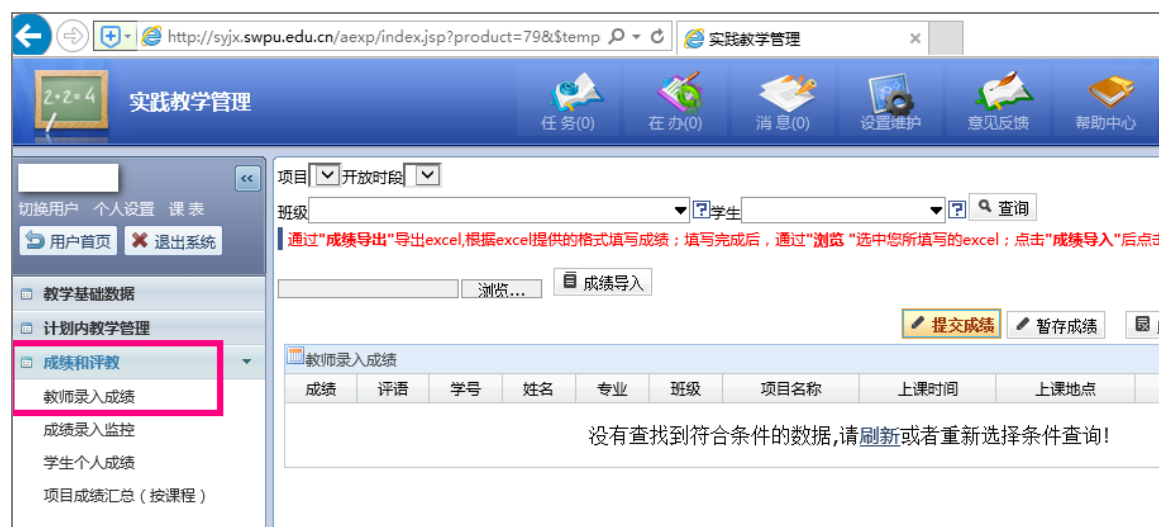 http://syjx.swpu.edu.cn/aexp/index.jsp?product=79&$temp
实践教学管理
2+2=4
实践教学管理
任务(0) 在办(0) 消息(0) 设置维护 意见反馈 帮助中心
切换用户 个人设置 课表
用户首页 退出系统
教学基础数据
计划内教学管理
成绩和评教
教师录入成绩
成绩录入监控
学生个人成绩
项目成绩汇总(按课程)
项目 开放时段
班级 ? 学生 ? 查询
通过"成绩导出"导出excel,根据excel提供的格式填写成绩;填写完成后,通过"浏览 "选中您所填写的excel;点击"成绩导入"后点击
浏览... 成绩导入
提交成绩 暂存成绩
教师录入成绩
成绩 评语 学号 姓名 专业 班级 项目名称 上课时间 上课地点
没有查找到符合条件的数据,请刷新或者重新选择条件查询!